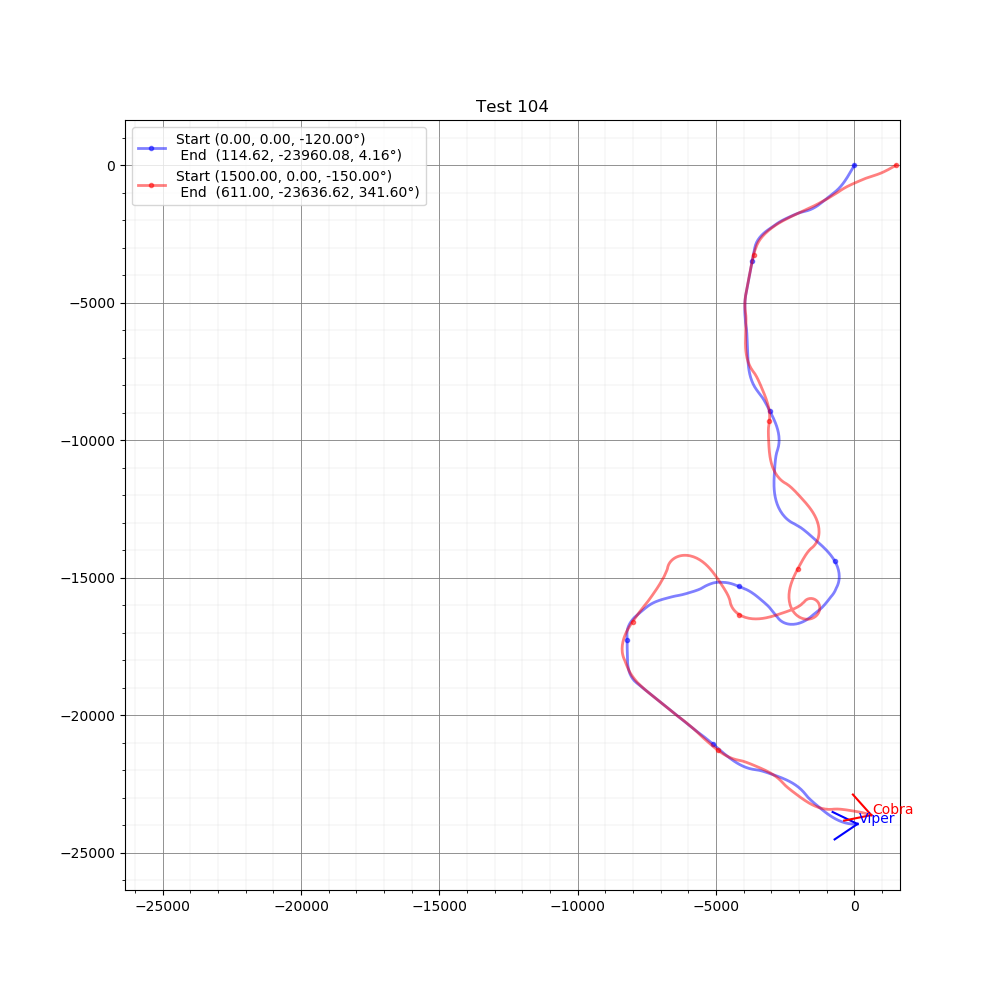 Test 104
Start (0.00, 0.00, -120.00°)
End (114.62, -23960.08, 4.16°)
Start (1500.00, 0.00, -150.00°)
End (611.00, -23636.62, 341.60°)
0
−5000
−10000
−15000
−20000
−25000
Cobra
Viper
−25000 −20000 −15000 −10000 −5000 0